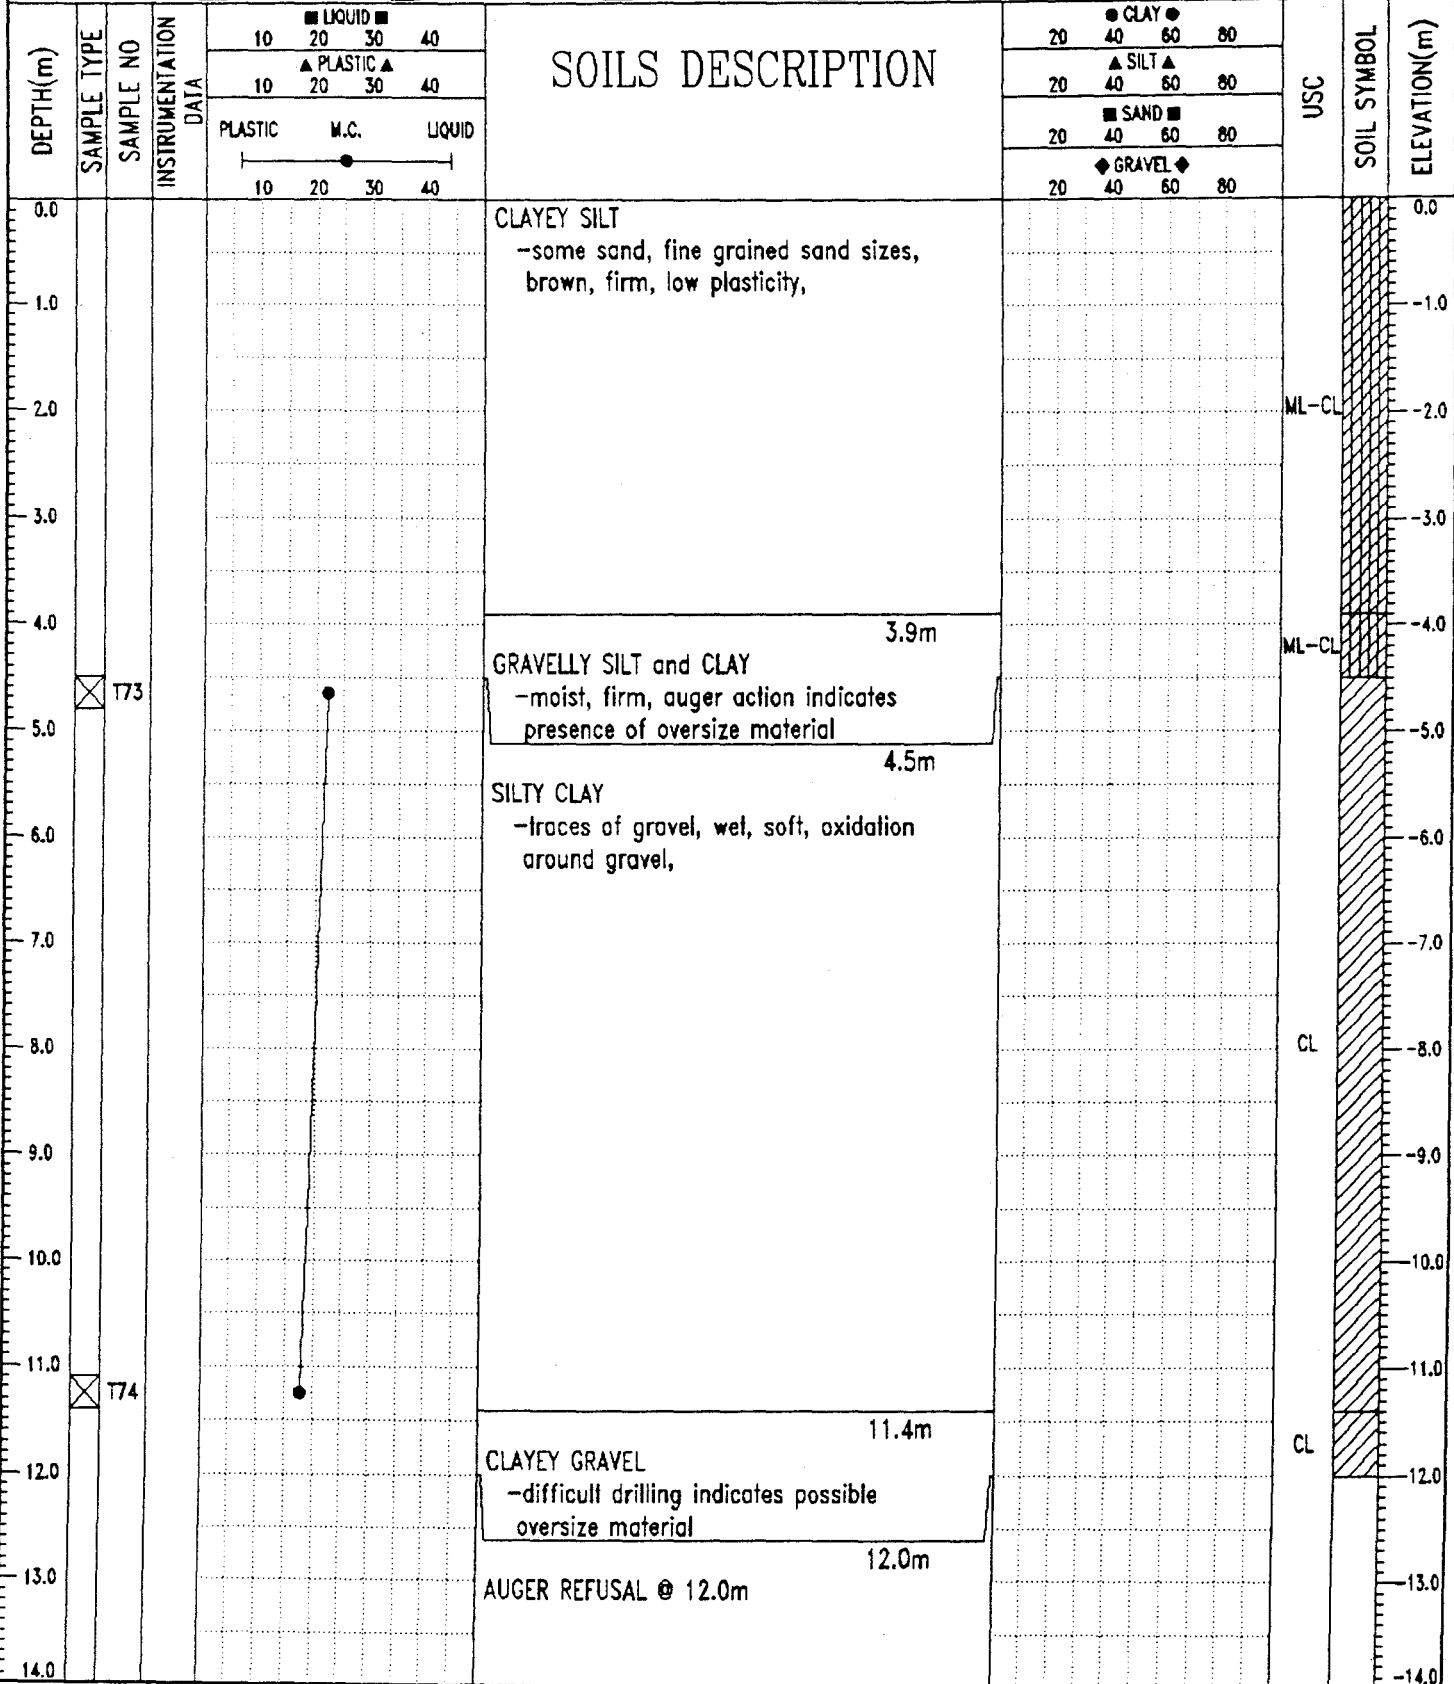 DEPTH(m)
SAMPLE TYPE
SAMPLE NO
INSTRUMENTATION DATA
■ LIQUID ■
10 20 30 40
▲ PLASTIC ▲
10 20 30 40
PLASTIC M.C. LIQUID
10 20 30 40
SOILS DESCRIPTION
● CLAY ●
20 40 60 80
▲ SILT ▲
20 40 60 80
■ SAND ■
20 40 60 80
◆ GRAVEL ◆
20 40 60 80
USC
SOIL SYMBOL
ELEVATION(m)
0.0
1.0
2.0
3.0
4.0
5.0
6.0
7.0
8.0
9.0
10.0
11.0
12.0
13.0
14.0
T73
T74
CLAYEY SILT
-some sand, fine grained sand sizes,
brown, firm, low plasticity,
3.9m
GRAVELLY SILT and CLAY
-moist, firm, auger action indicates
presence of oversize material
4.5m
SILTY CLAY
-traces of gravel, wet, soft, oxidation
around gravel,
11.4m
CLAYEY GRAVEL
-difficult drilling indicates possible
oversize material
12.0m
AUGER REFUSAL @ 12.0m
ML-CL
ML-CL
CL
CL
0.0
-1.0
-2.0
-3.0
-4.0
-5.0
-6.0
-7.0
-8.0
-9.0
-10.0
-11.0
-12.0
-13.0
-14.0